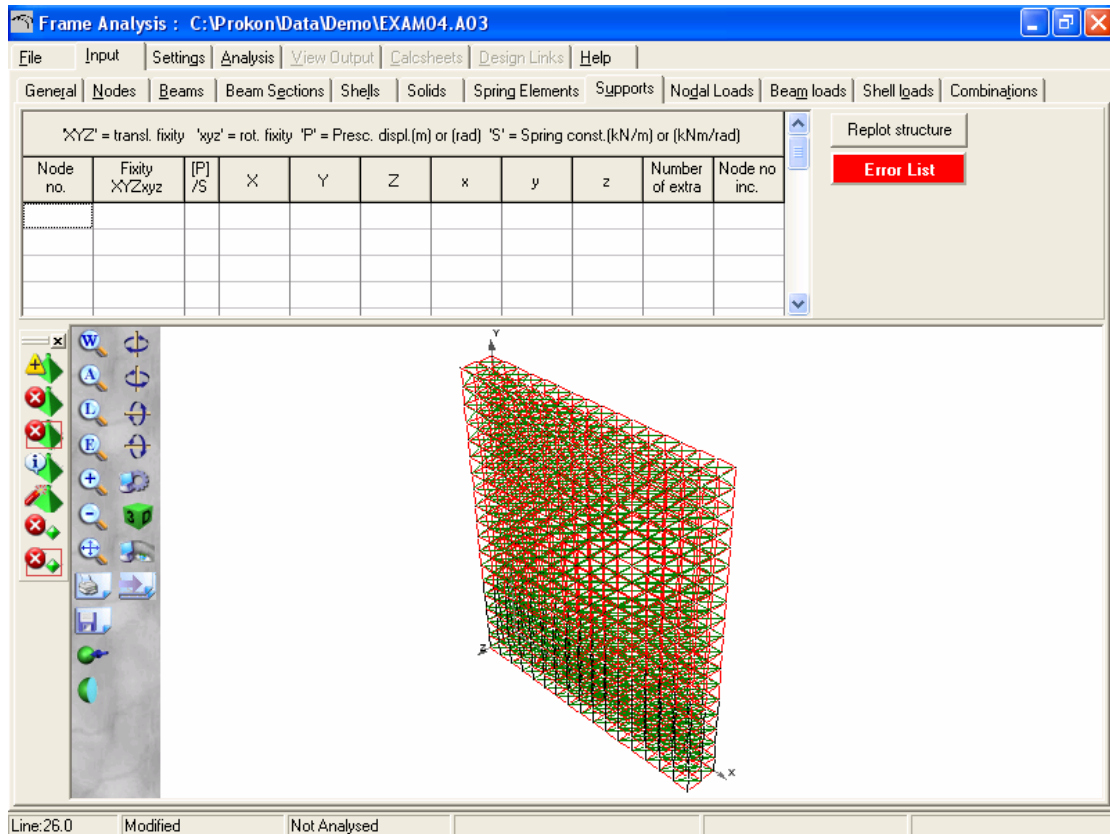 Frame Analysis : C:\Prokon\Data\Demo\EXAM04.A03
File Input Settings Analysis View Output Calcsheets Design Links Help
General Nodes Beams Beam Sections Shells Solids Spring Elements Supports Nodal Loads Beam loads Shell loads Combinations
'XYZ' = transl. fixity 'xyz' = rot. fixity 'P' = Presc. displ.(m) or (rad) 'S' = Spring const.(kN/m) or (kNm/rad)
Replot structure
Error List
Node no. Fixity XYZxyz [P] /S X Y Z x y z Number of extra Node no inc.
W
A
L
E
3D
Y
Z
X
Line:26.0 Modified Not Analysed